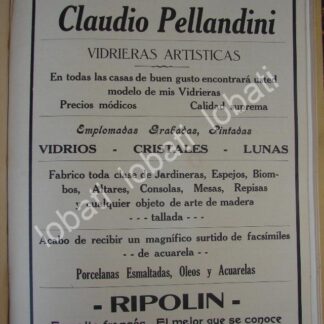 Claudio Pellandini
VIDRIERAS ARTISTICAS
En todas las casas de buen gusto encontrará usted
modelo de mis Vidrieras
Precios módicos Calidad suprema
Emplomadas Grabadas, Pintadas
VIDRIOS - CRISTALES - LUNAS
Fabrico toda clase de Jardineras, Espejos, Biom-
bos, Altares, Consolas, Mesas, Repisas
y cualquier objeto de arte de madera
- - - tallada - - -
Acabo de recibir un magnífico surtido de facsímiles
- - de acuarela - -
Porcelanas Esmaltadas, Oleos y Acuarelas
- RIPOLIN -
El mejor que se conoce
lobati lobati lobati